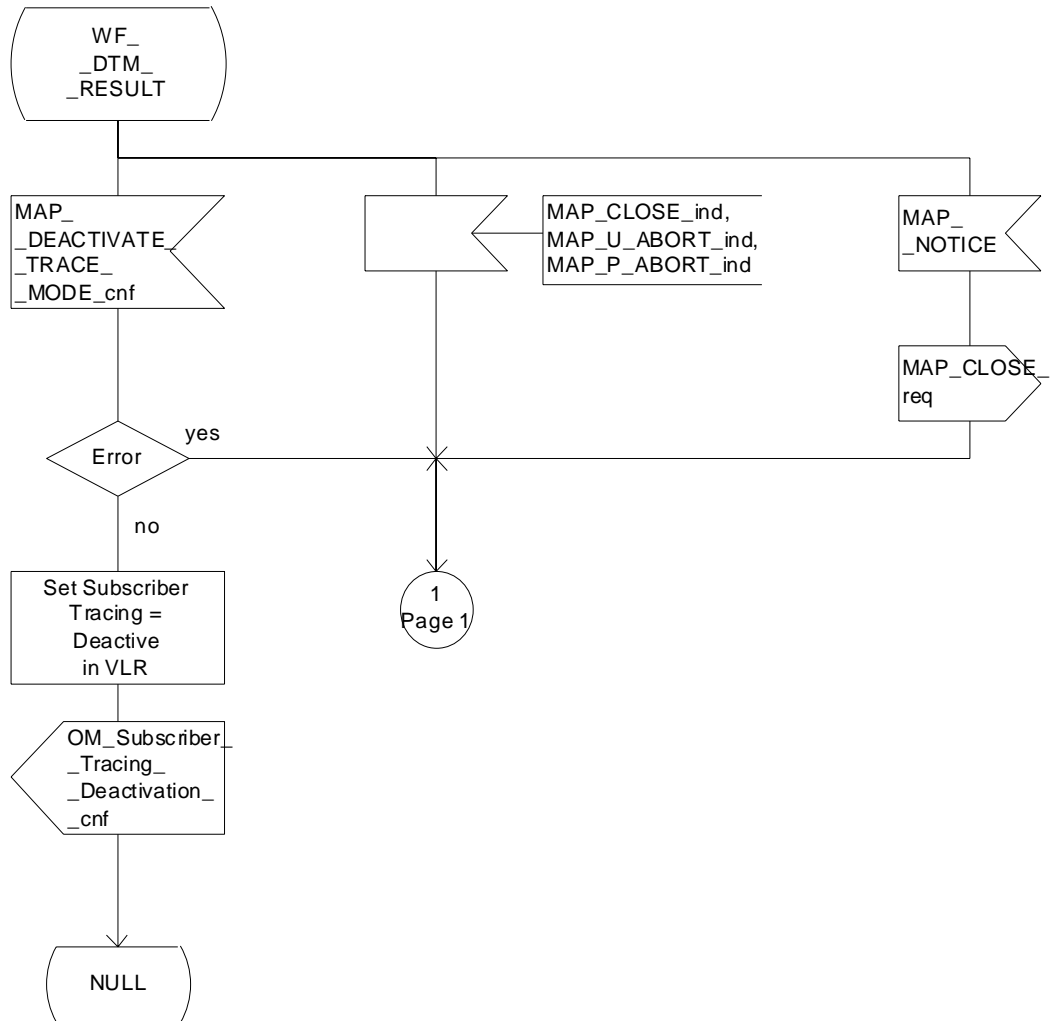 WF_
_DTM_
_RESULT
MAP_
_DEACTIVATE_
_TRACE_
_MODE_cnf
MAP_CLOSE_ind,
MAP_U_ABORT_ind,
MAP_P_ABORT_ind
MAP_
_NOTICE
MAP_CLOSE_
req
yes
Error
no
Set Subscriber
Tracing =
Deactive
in VLR
1
Page 1
OM_Subscriber_
_Tracing_
_Deactivation_
_cnf
NULL